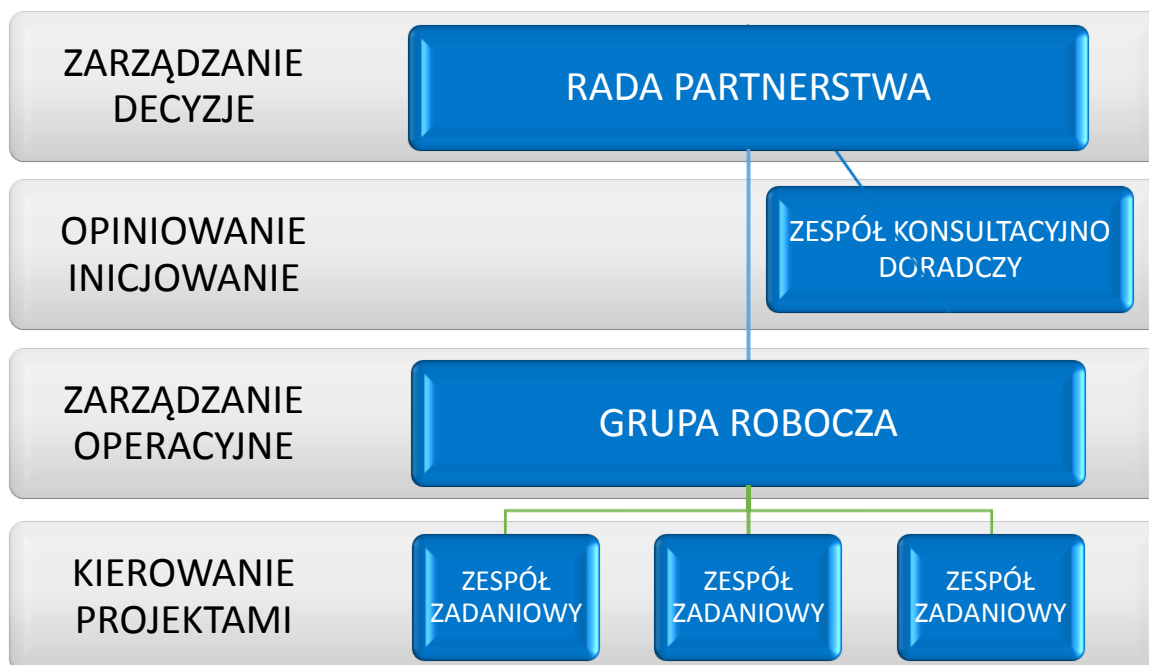 ZARZĄDZANIE
DECYZJE
RADA PARTNERSTWA
OPINIOWANIE
INICJOWANIE
ZESPÓŁ KONSULTACYJNO
DORADCZY
ZARZĄDZANIE
OPERACYJNE
GRUPA ROBOCZA
KIEROWANIE
PROJEKTAMI
ZESPÓŁ
ZADANIOWY
ZESPÓŁ
ZADANIOWY
ZESPÓŁ
ZADANIOWY